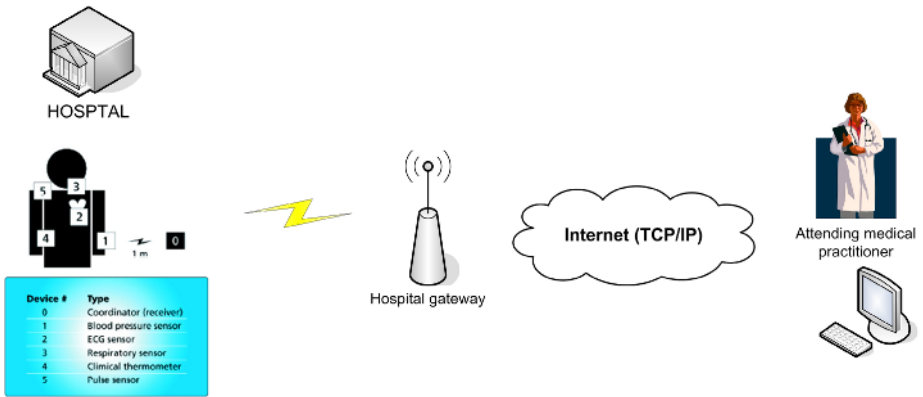 HOSPTAL
5
3
2
4
1
1 m
0
Device # Type
0 Coordinator (receiver)
1 Blood pressure sensor
2 ECG sensor
3 Respiratory sensor
4 Climical thermometer
5 Pulse sensor
Hospital gateway
Internet (TCP/IP)
Attending medical
practitioner